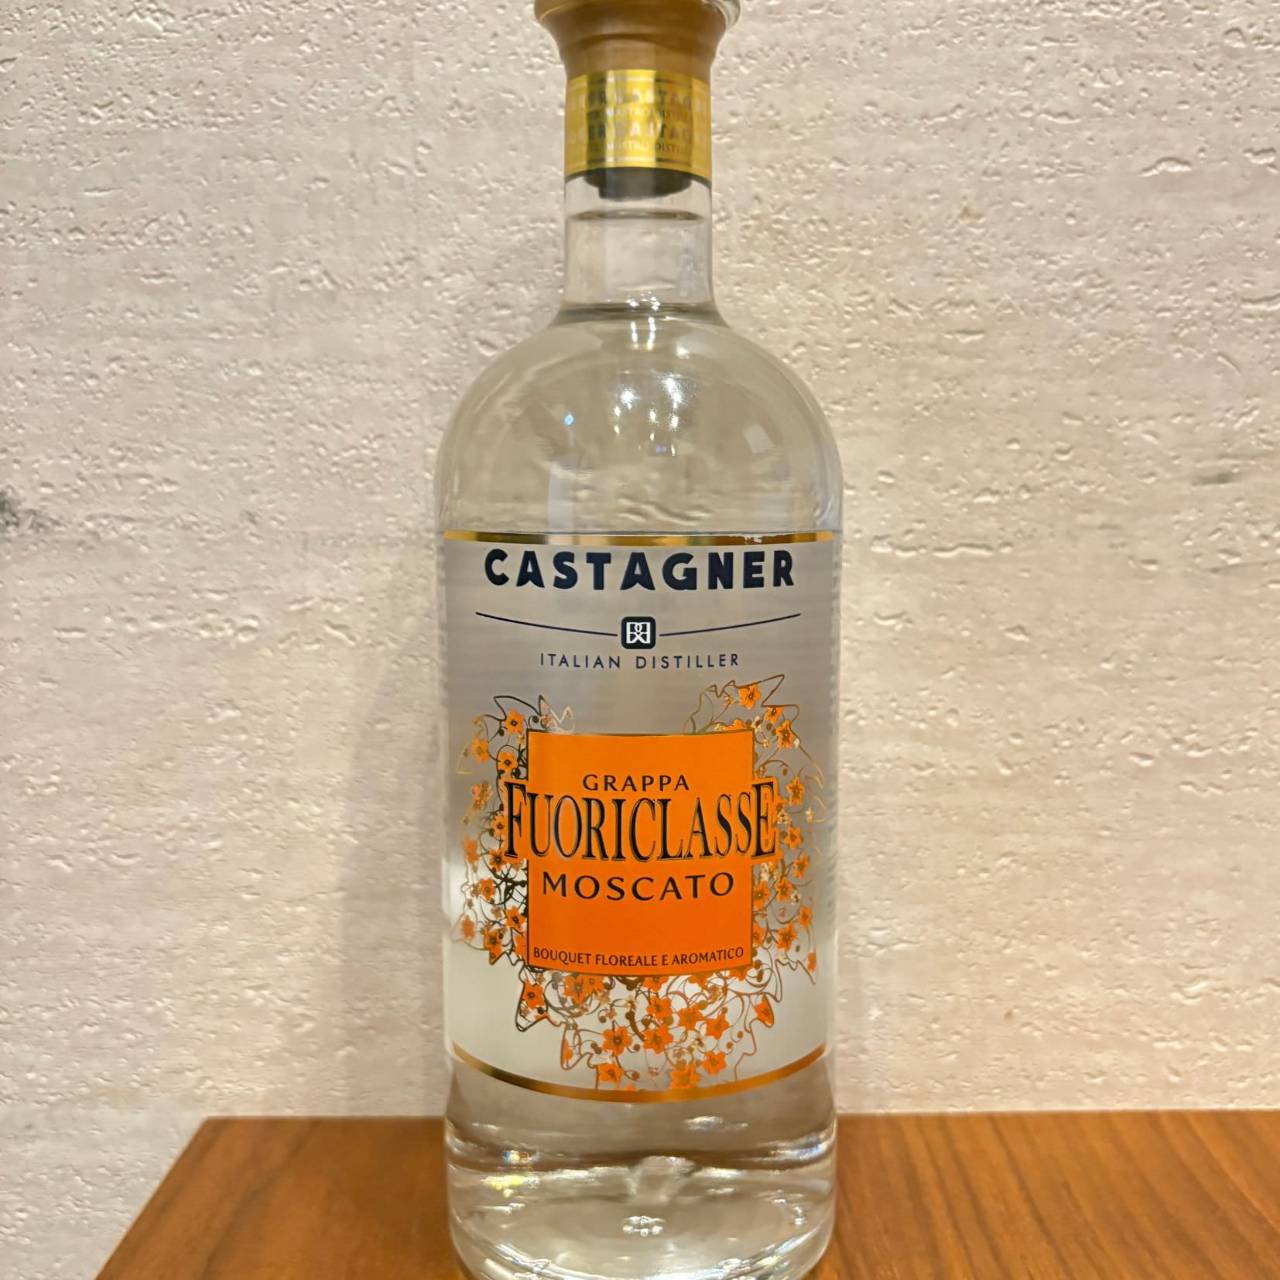 CASTAGNER
ITALIAN DISTILLER
GRAPPA
FUORICLASSE
MOSCATO
BOUQUET FLOREALE E AROMATICO